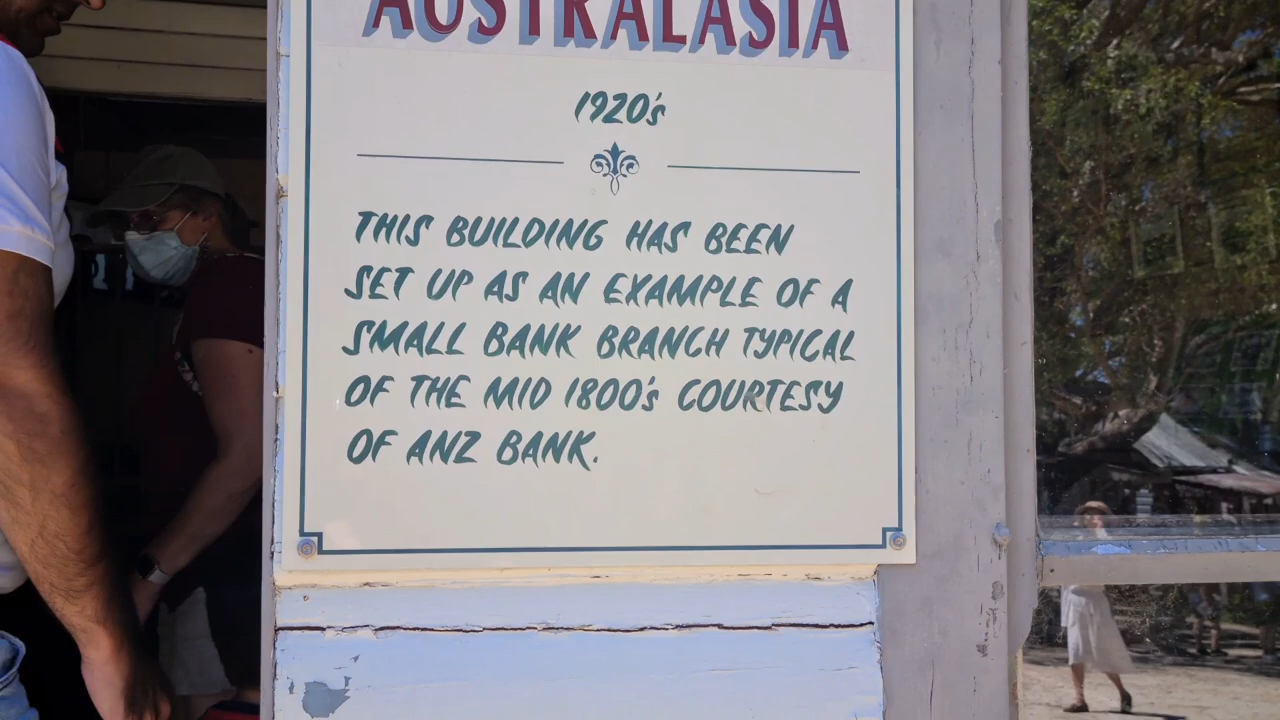 AUSTRALASIA
1920's
THIS BUILDING HAS BEEN
SET UP AS AN EXAMPLE OF A
SMALL BANK BRANCH TYPICAL
OF THE MID 1800's COURTESY
OF ANZ BANK.